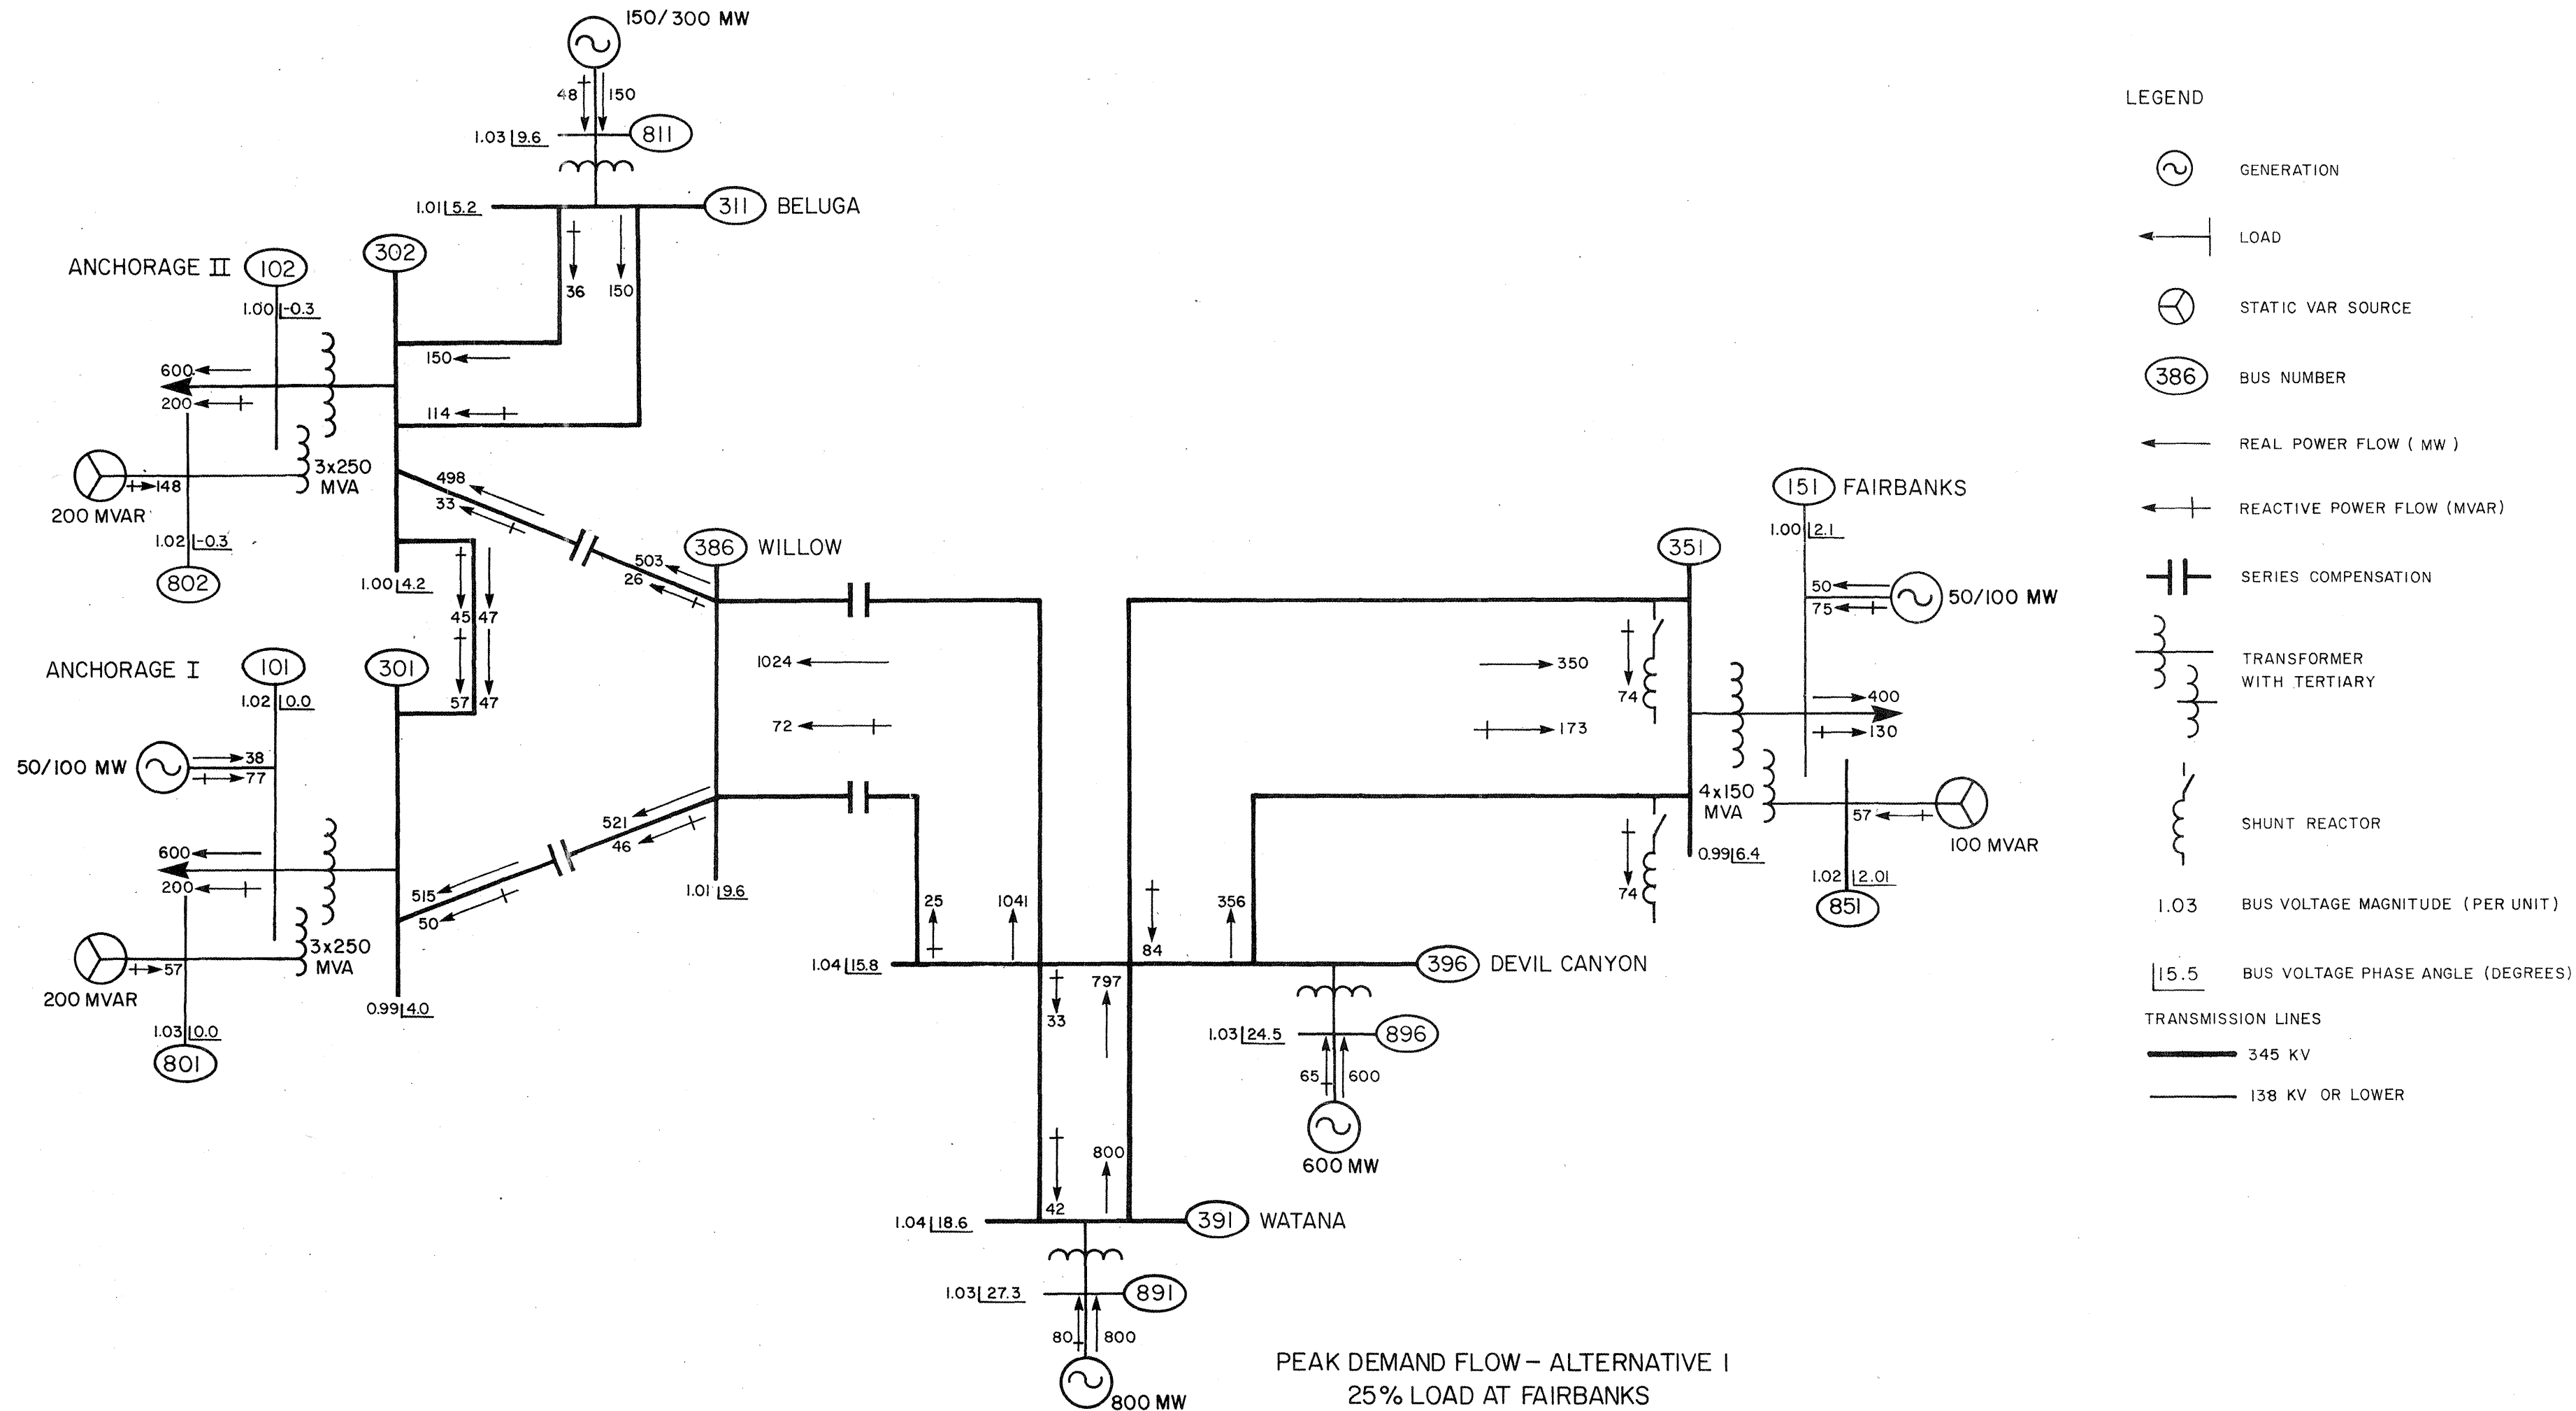 150/300 MW
48
150
1.03 9.6
811
1.01 5.2
311
BELUGA
36
150
302
ANCHORAGE II
102
1.00 -0.3
600
200
150
114
3x250
MVA
148
200 MVAR
1.02 -0.3
802
1.00 4.2
498
33
503
26
386
WILLOW
45
47
57
47
ANCHORAGE I
101
301
1.02 0.0
50/100 MW
38
77
600
200
3x250
MVA
57
200 MVAR
1.03 0.0
801
0.99 4.0
515
50
521
46
1.01 9.6
1024
72
25
1041
1.04 15.8
33
797
84
356
396
DEVIL CANYON
1.03 24.5
896
65
600
600 MW
42
800
1.04 18.6
391
WATANA
1.03 27.3
891
80
800
800 MW
350
173
74
74
351
0.99 6.4
151
FAIRBANKS
1.00 2.1
50
75
50/100 MW
400
130
4x150
MVA
57
100 MVAR
1.02 2.01
851
PEAK DEMAND FLOW – ALTERNATIVE I
25% LOAD AT FAIRBANKS
LEGEND
GENERATION
LOAD
STATIC VAR SOURCE
386
BUS NUMBER
REAL POWER FLOW ( MW )
REACTIVE POWER FLOW (MVAR)
SERIES COMPENSATION
TRANSFORMER
WITH TERTIARY
SHUNT REACTOR
1.03
BUS VOLTAGE MAGNITUDE (PER UNIT)
15.5
BUS VOLTAGE PHASE ANGLE (DEGREES)
TRANSMISSION LINES
345 KV
138 KV OR LOWER